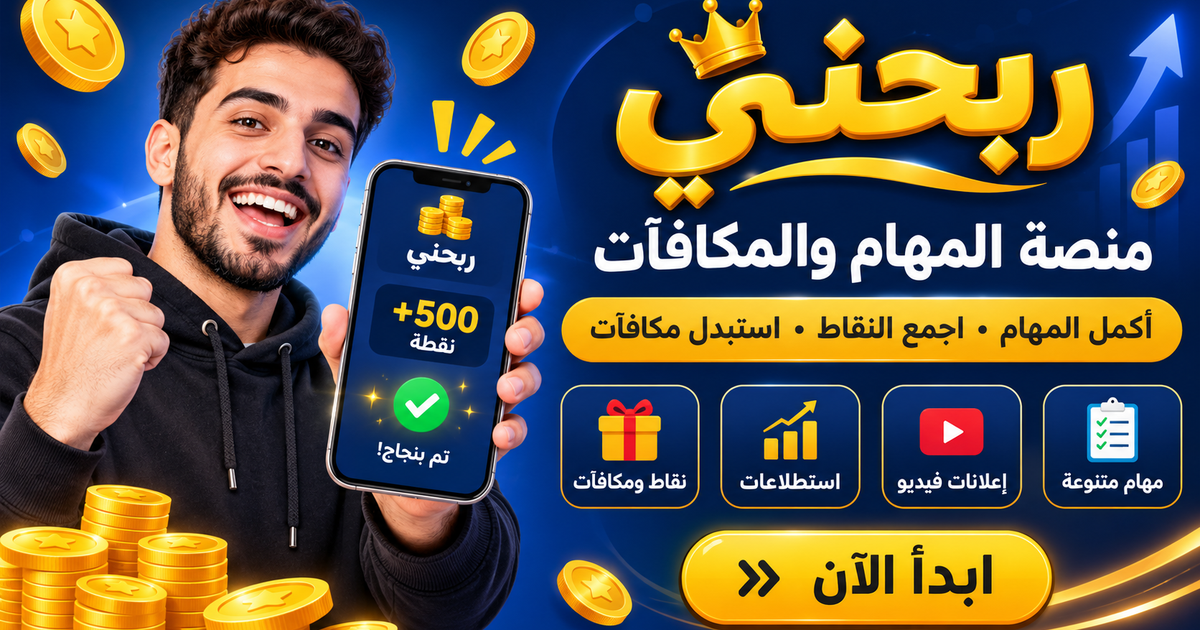 ربحني
منصة المهام والمكافآت
أكمل المهام • اجمع النقاط • استبدل مكافآت
مهام متنوعة
إعلانات فيديو
استطلاعات
نقاط ومكافآت
ابدأ الآن
ربحني
+500
نقطة
تم بنجاح!